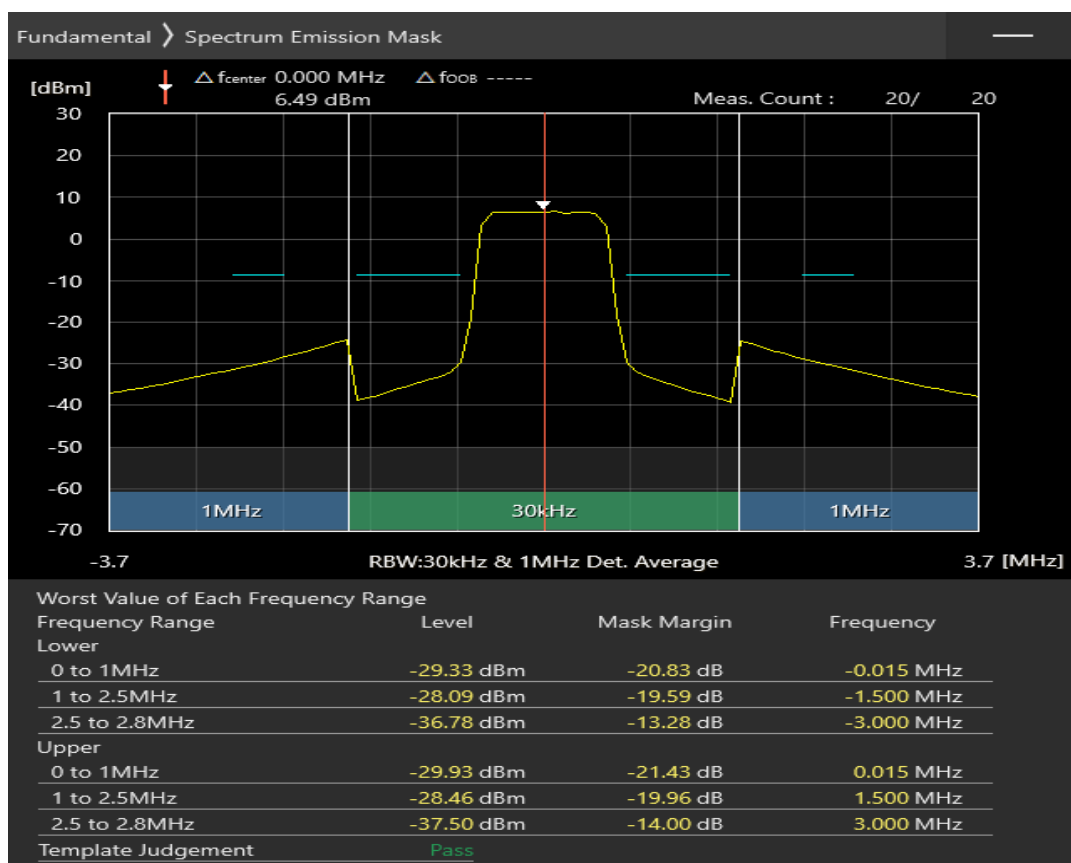 Fundamental 〉 Spectrum Emission Mask
△ fcenter 0.000 MHz △ fOOB -----
[dBm]
6.49 dBm Meas. Count : 20/ 20
30
20
10
0
-10
-20
-30
-40
-50
-60
1MHz 30kHz 1MHz
-70
-3.7 RBW:30kHz & 1MHz Det. Average 3.7 [MHz]
Worst Value of Each Frequency Range
Frequency Range Level Mask Margin Frequency
Lower
0 to 1MHz -29.33 dBm -20.83 dB -0.015 MHz
1 to 2.5MHz -28.09 dBm -19.59 dB -1.500 MHz
2.5 to 2.8MHz -36.78 dBm -13.28 dB -3.000 MHz
Upper
0 to 1MHz -29.93 dBm -21.43 dB 0.015 MHz
1 to 2.5MHz -28.46 dBm -19.96 dB 1.500 MHz
2.5 to 2.8MHz -37.50 dBm -14.00 dB 3.000 MHz
Template Judgement Pass